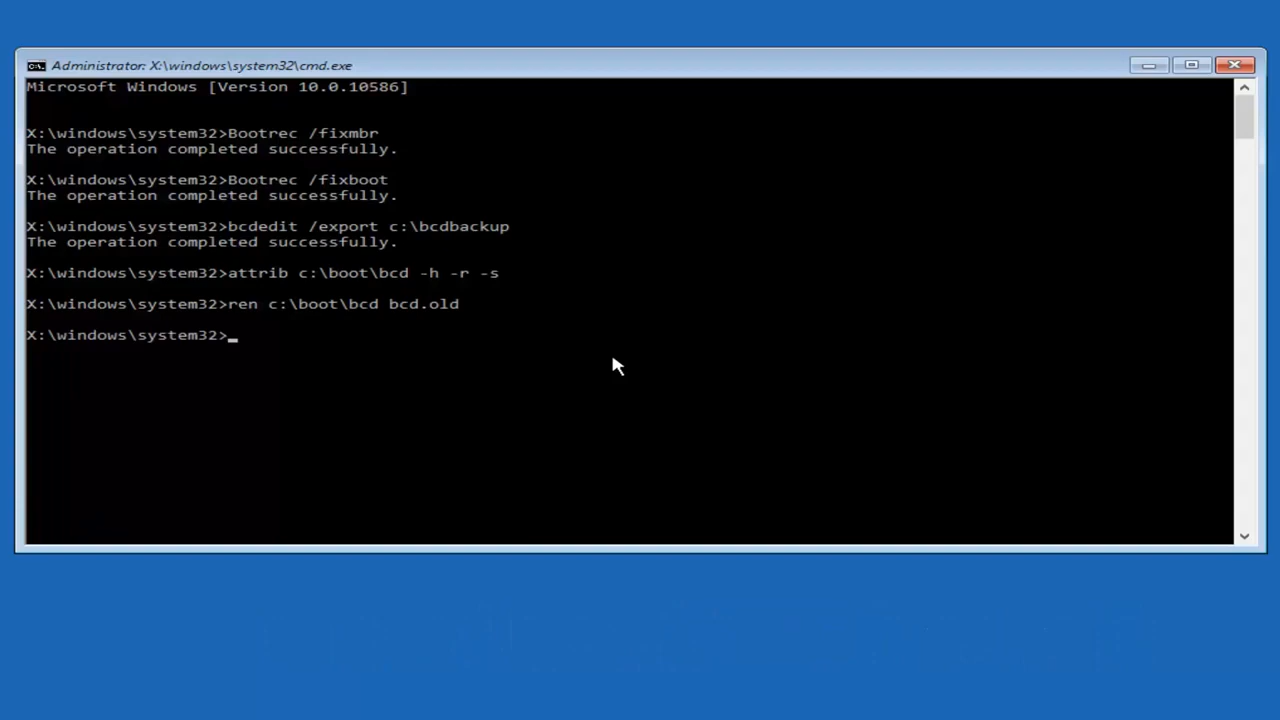 Administrator: X:\windows\system32\cmd.exe
Microsoft Windows [Version 10.0.10586]
X:\windows\system32>Bootrec /fixmbr
The operation completed successfully.
X:\windows\system32>Bootrec /fixboot
The operation completed successfully.
X:\windows\system32>bcdedit /export c:\bcdbackup
The operation completed successfully.
X:\windows\system32>attrib c:\boot\bcd -h -r -s
X:\windows\system32>ren c:\boot\bcd bcd.old
X:\windows\system32>_